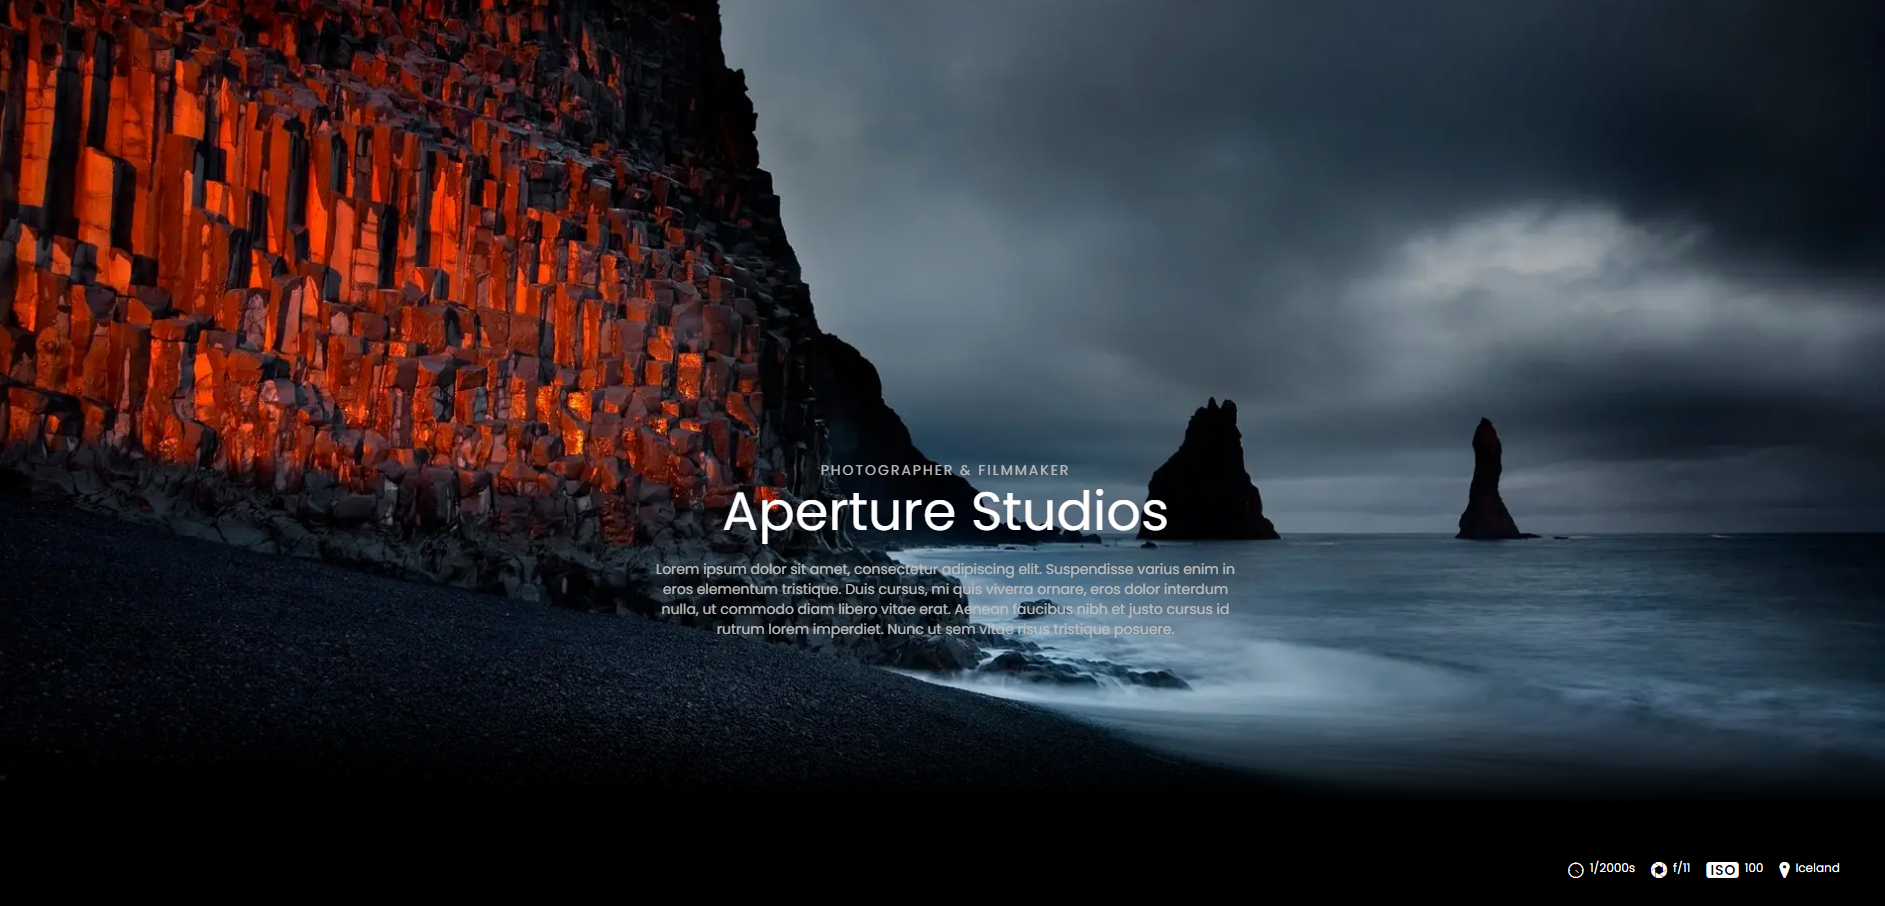 PHOTOGRAPHER & FILMMAKER
Aperture Studios
Lorem ipsum dolor sit amet, consectetur adipiscing elit. Suspendisse varius enim in
eros elementum tristique. Duis cursus, mi quis viverra ornare, eros dolor interdum
nulla, ut commodo diam libero vitae erat. Aenean faucibus nibh et justo cursus id
rutrum lorem imperdiet. Nunc ut sem vitae risus tristique posuere.
1/2000s f/11 ISO 100 Iceland